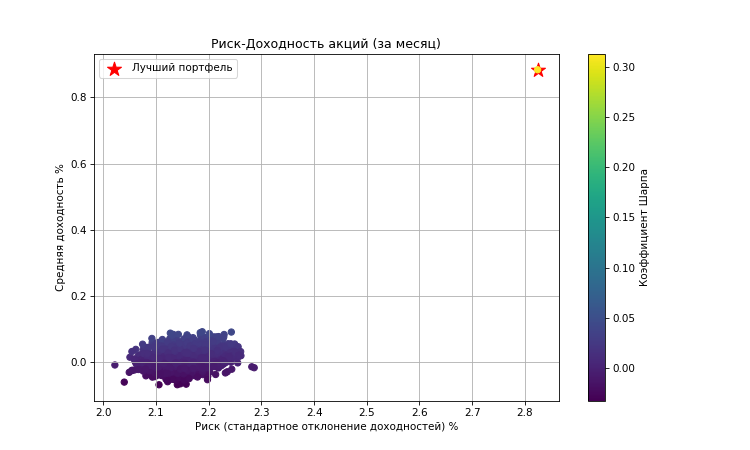 Риск-Доходность акций (за месяц)
Лучший портфель
Средняя доходность %
0.8
0.6
0.4
0.2
0.0
2.0 2.1 2.2 2.3 2.4 2.5 2.6 2.7 2.8
Риск (стандартное отклонение доходностей) %
0.30
0.25
0.20
0.15
0.10
0.05
0.00
Коэффициент Шарпа